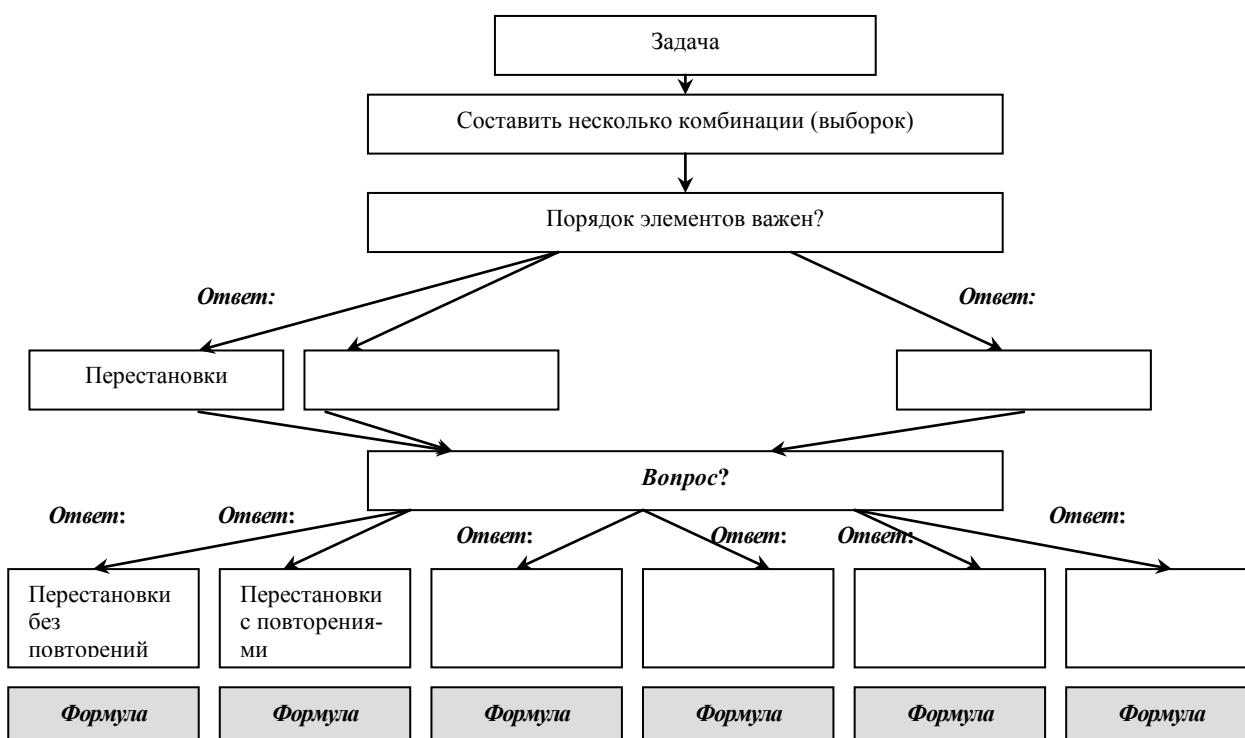 Задача
Составить несколько комбинации (выборок)
Порядок элементов важен?
Ответ:
Ответ:
Перестановки
Вопрос?
Ответ:
Ответ:
Ответ:
Ответ:
Ответ:
Ответ:
Перестановки
без
повторений
Перестановки
с повторения-
ми
Формула
Формула
Формула
Формула
Формула
Формула